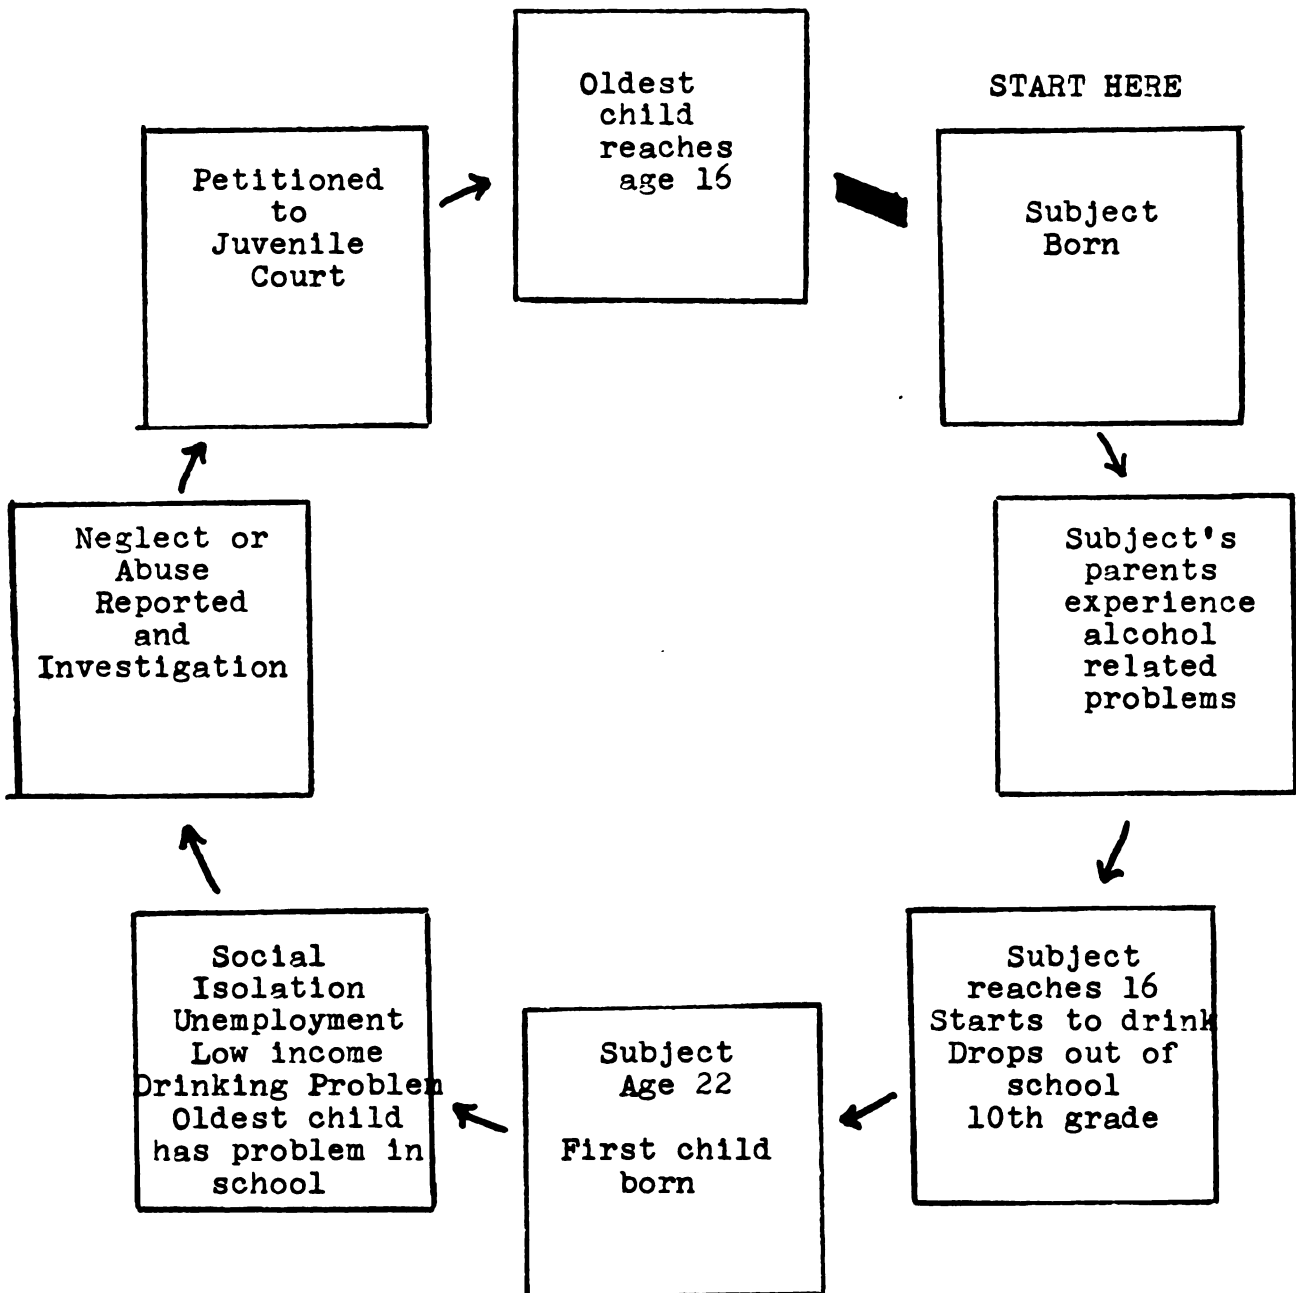 START HERE
Subject
Born
Subject's
parents
experience
alcohol
related
problems
Subject
reaches 16
Starts to drink
Drops out of
school
10th grade
Subject
Age 22
First child
born
Social
Isolation
Unemployment
Low income
Drinking Problem
Oldest child
has problem in
school
Neglect or
Abuse
Reported
and
Investigation
Petitioned
to
Juvenile
Court
Oldest
child
reaches
age 16